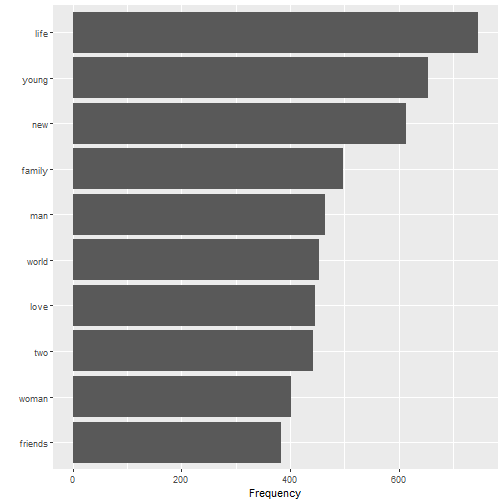 life
young
new
family
man
world
love
two
woman
friends
0 200 400 600
Frequency